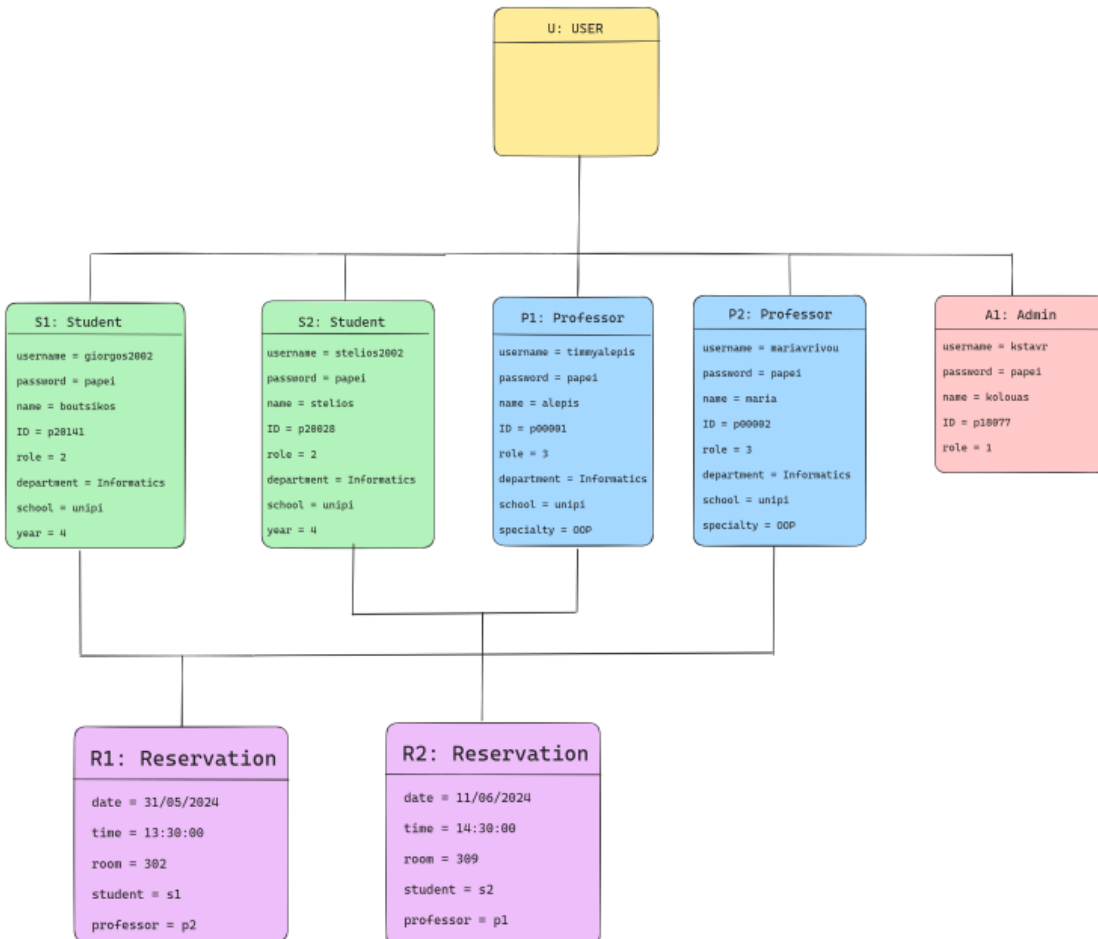 U: USER
S1: Student
username = giorgos2002
password = papei
name = boutsikos
ID = p20141
role = 2
department = Informatics
school = unipi
year = 4
S2: Student
username = stelios2002
password = papei
name = stelios
ID = p20028
role = 2
department = Informatics
school = unipi
year = 4
P1: Professor
username = timmyalepis
password = papei
name = alepis
ID = p00001
role = 3
department = Informatics
school = unipi
specialty = OOP
P2: Professor
username = mariavrivou
password = papei
name = maria
ID = p00002
role = 3
department = Informatics
school = unipi
specialty = OOP
A1: Admin
username = kstavr
password = papei
name = kolouas
ID = p18077
role = 1
R1: Reservation
date = 31/05/2024
time = 13:30:00
room = 302
student = s1
professor = p2
R2: Reservation
date = 11/06/2024
time = 14:30:00
room = 309
student = s2
professor = p1